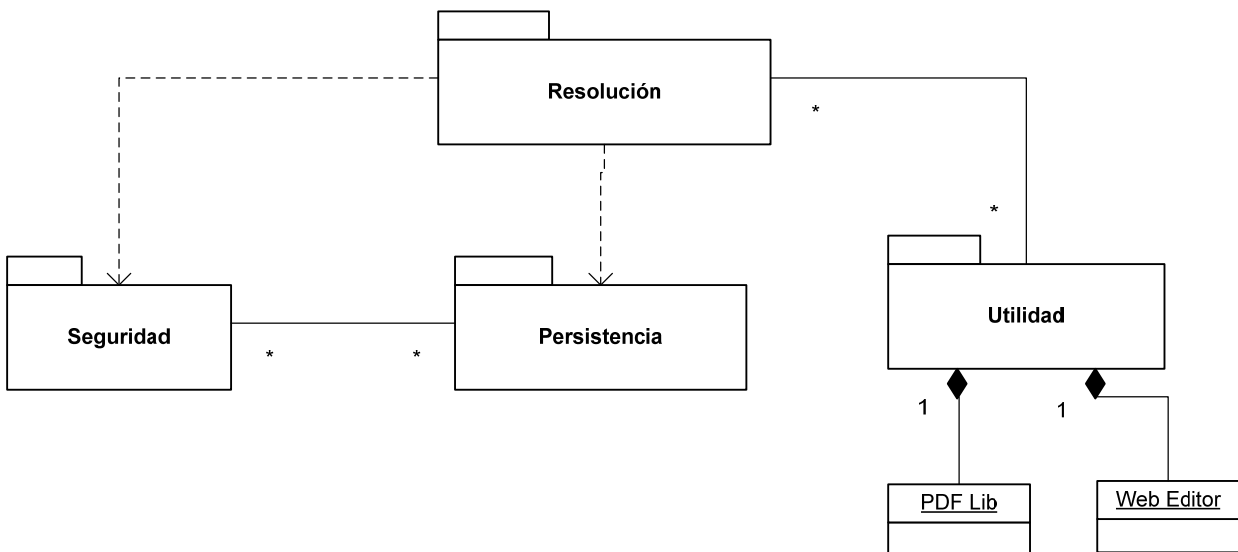 Resolución
*
*
Seguridad
Persistencia
Utilidad
*
*
1
1
PDF Lib
Web Editor